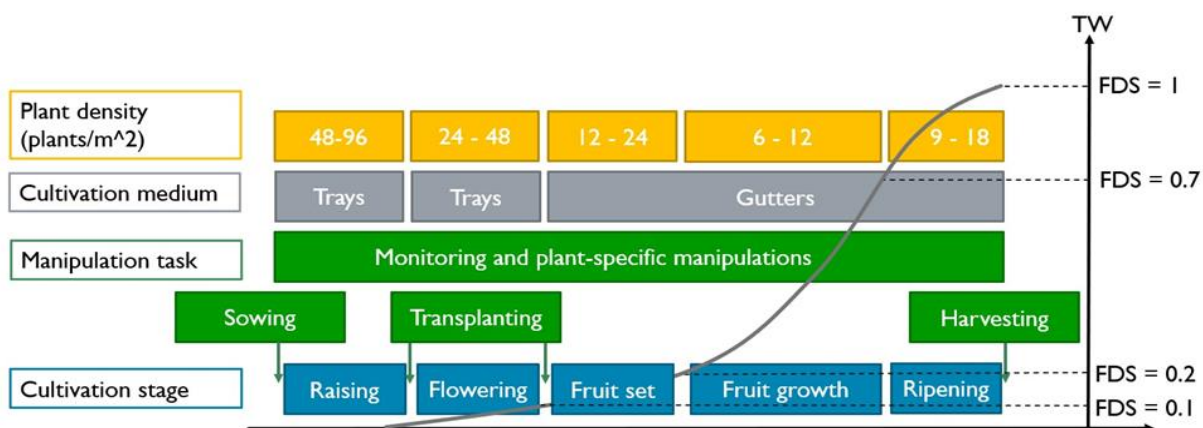 TW
FDS = 1
Plant density
(plants/m^2)
48-96
24 - 48
12 - 24
6 - 12
9 - 18
FDS = 0.7
Cultivation medium
Trays
Trays
Gutters
Manipulation task
Monitoring and plant-specific manipulations
Sowing
Transplanting
Harvesting
FDS = 0.2
Cultivation stage
Raising
Flowering
Fruit set
Fruit growth
Ripening
FDS = 0.1